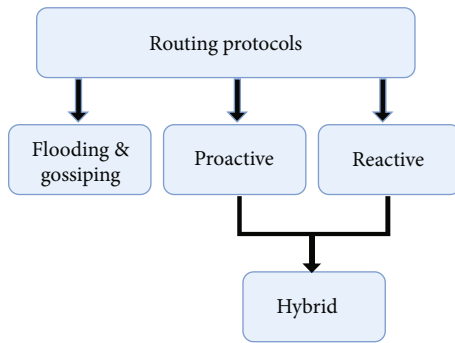 Routing protocols
Flooding &
gossiping
Proactive
Reactive
Hybrid